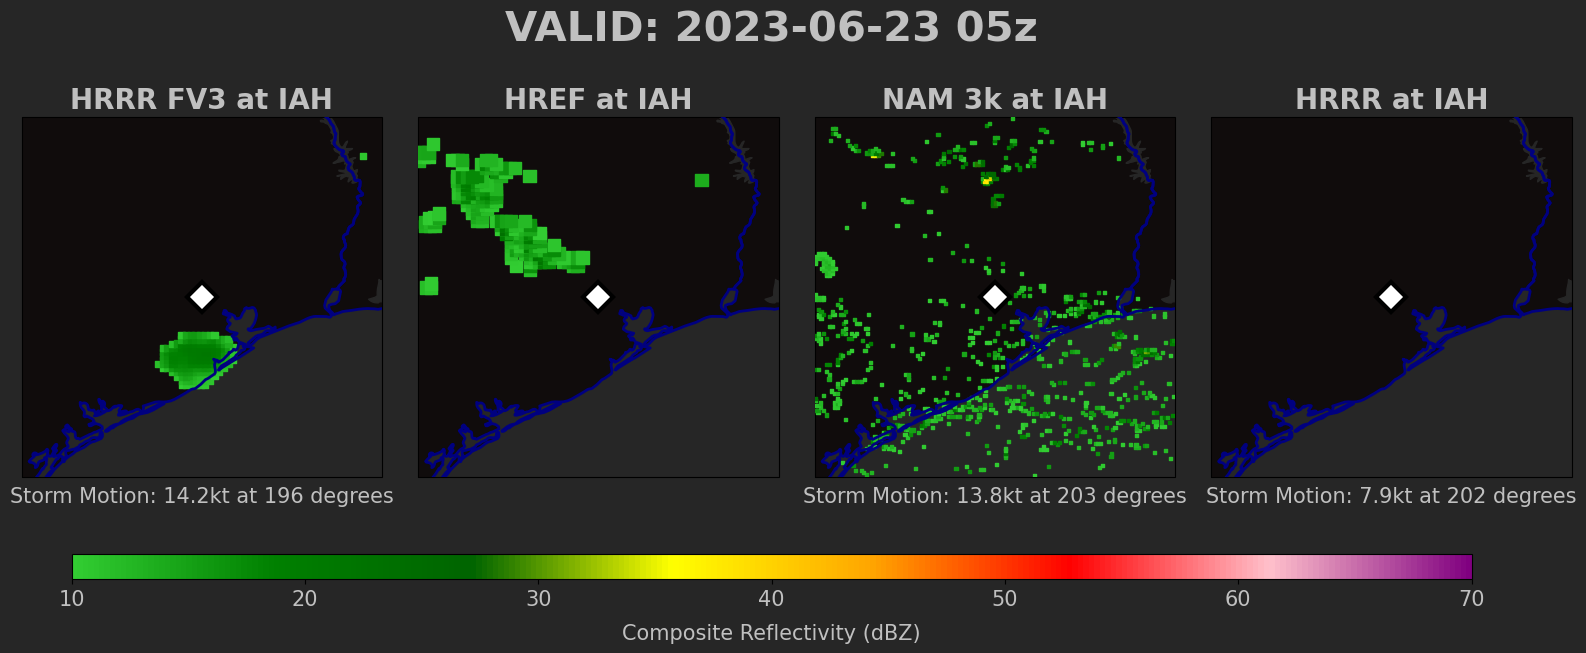 VALID: 2023-06-23 05z
HRRR FV3 at IAH
HREF at IAH
NAM 3k at IAH
HRRR at IAH
Storm Motion: 14.2kt at 196 degrees
Storm Motion: 13.8kt at 203 degrees
Storm Motion: 7.9kt at 202 degrees
10 20 30 40 50 60 70
Composite Reflectivity (dBZ)